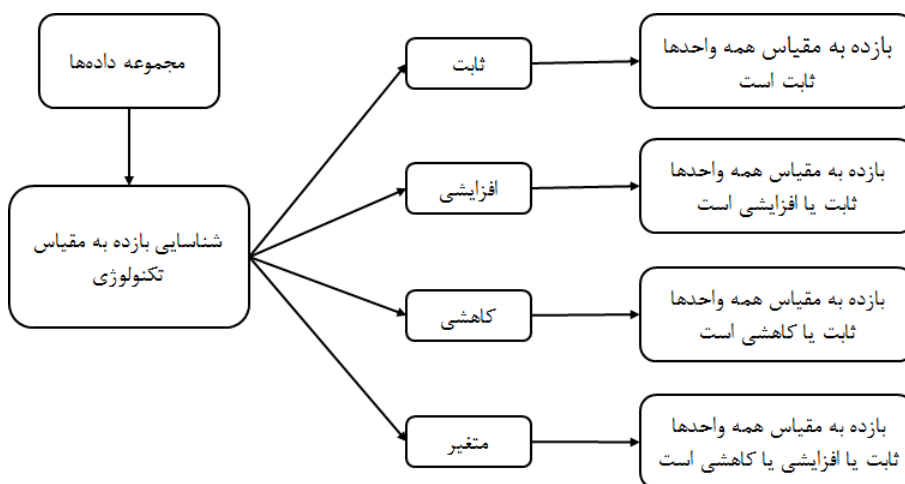 مجموعه داده‌ها
شناسایی بازده به مقیاس
تکنولوژی
ثابت
بازده به مقیاس همه واحدها
ثابت است
افزایشی
بازده به مقیاس همه واحدها
ثابت یا افزایشی است
کاهشی
بازده به مقیاس همه واحدها
ثابت یا کاهشی است
متغیر
بازده به مقیاس همه واحدها
ثابت یا افزایشی یا کاهشی است